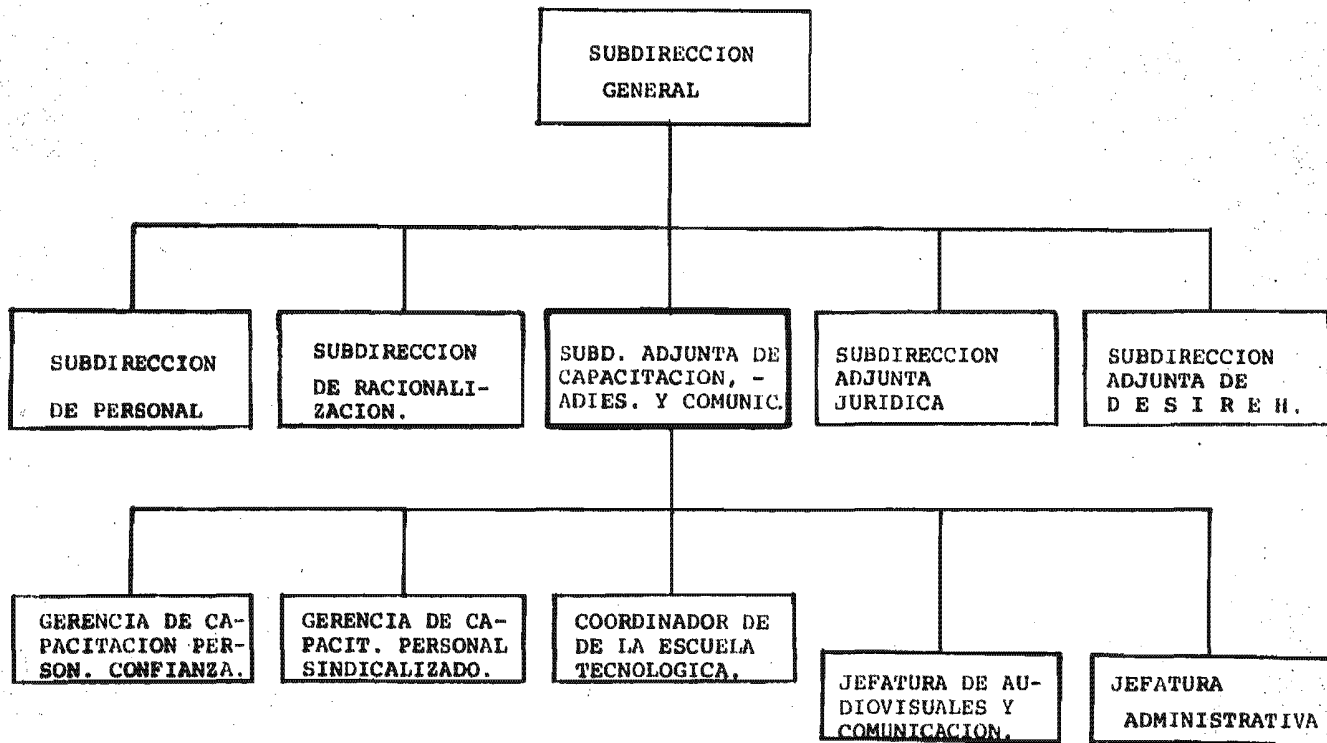 SUBDIRECCION
GENERAL
SUBDIRECCION
DE PERSONAL
SUBDIRECCION
DE RACIONALI-
ZACION.
SUBD. ADJUNTA DE
CAPACITACION, -
ADIES. Y COMUNIC.
SUBDIRECCION
ADJUNTA
JURIDICA
SUBDIRECCION
ADJUNTA DE
D E S I R E H.
GERENCIA DE CA-
PACITACION PER-
SON. CONFIANZA.
GERENCIA DE CA-
PACIT. PERSONAL
SINDICALIZADO.
COORDINADOR DE
DE LA ESCUELA
TECNOLOGICA.
JEFATURA DE AU-
DIOVISUALES Y
COMUNICACION.
JEFATURA
ADMINISTRATIVA